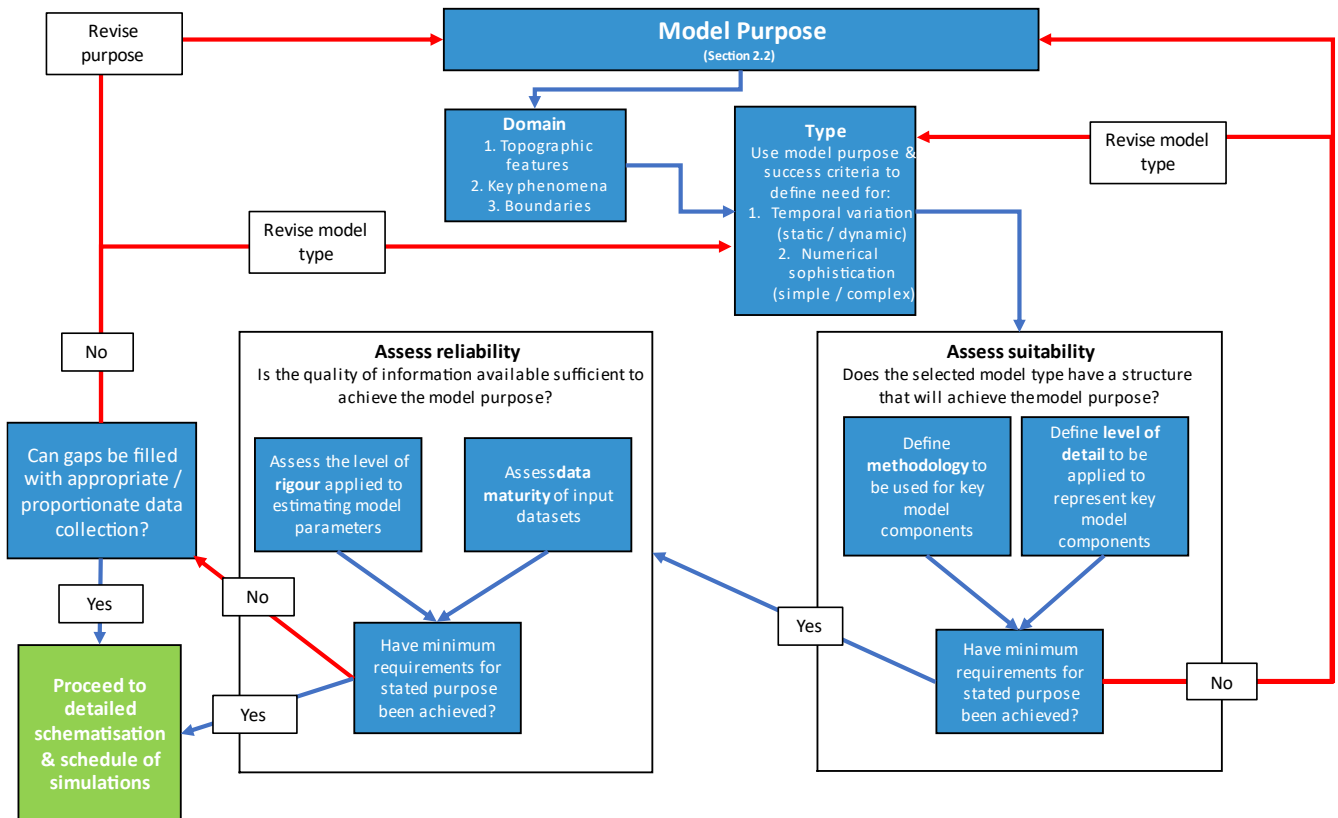 Revise
purpose
Model Purpose
(Section 2.2)
Domain
1. Topographic
features
2. Key phenomena
3. Boundaries
Type
Use model purpose &
success criteria to
define need for:
1. Temporal variation
(static / dynamic)
2. Numerical
sophistication
(simple / complex)
Revise model
type
Revise model
type
No
Assess reliability
Is the quality of information available sufficient to
achieve the model purpose?
Assess the level of
rigour applied to
estimating model
parameters
Assess data
maturity of input
datasets
Have minimum
requirements for
stated purpose
been achieved?
Assess suitability
Does the selected model type have a structure
that will achieve the model purpose?
Define
methodology to
be used for key
model
components
Define level of
detail to be
applied to
represent key
model
components
Have minimum
requirements for
stated purpose
been achieved?
No
Yes
Can gaps be filled
with appropriate /
proportionate data
collection?
No
Yes
Yes
Proceed to
detailed
schematisation
& schedule of
simulations